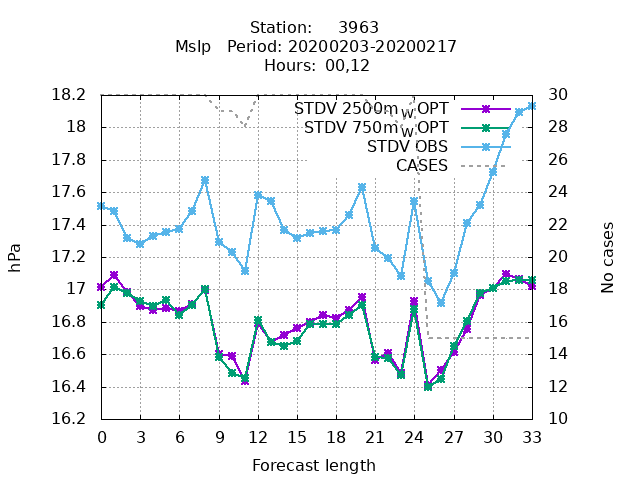 Station: 3963
Mslp Period: 20200203-20200217
Hours: 00,12
STDV 2500m_wOPT
STDV 750m_wOPT
STDV OBS
CASES
18.2
18
17.8
17.6
17.4
17.2
17
16.8
16.6
16.4
16.2
30
28
26
24
22
20
18
16
14
12
10
hPa
No cases
0 3 6 9 12 15 18 21 24 27 30 33
Forecast length